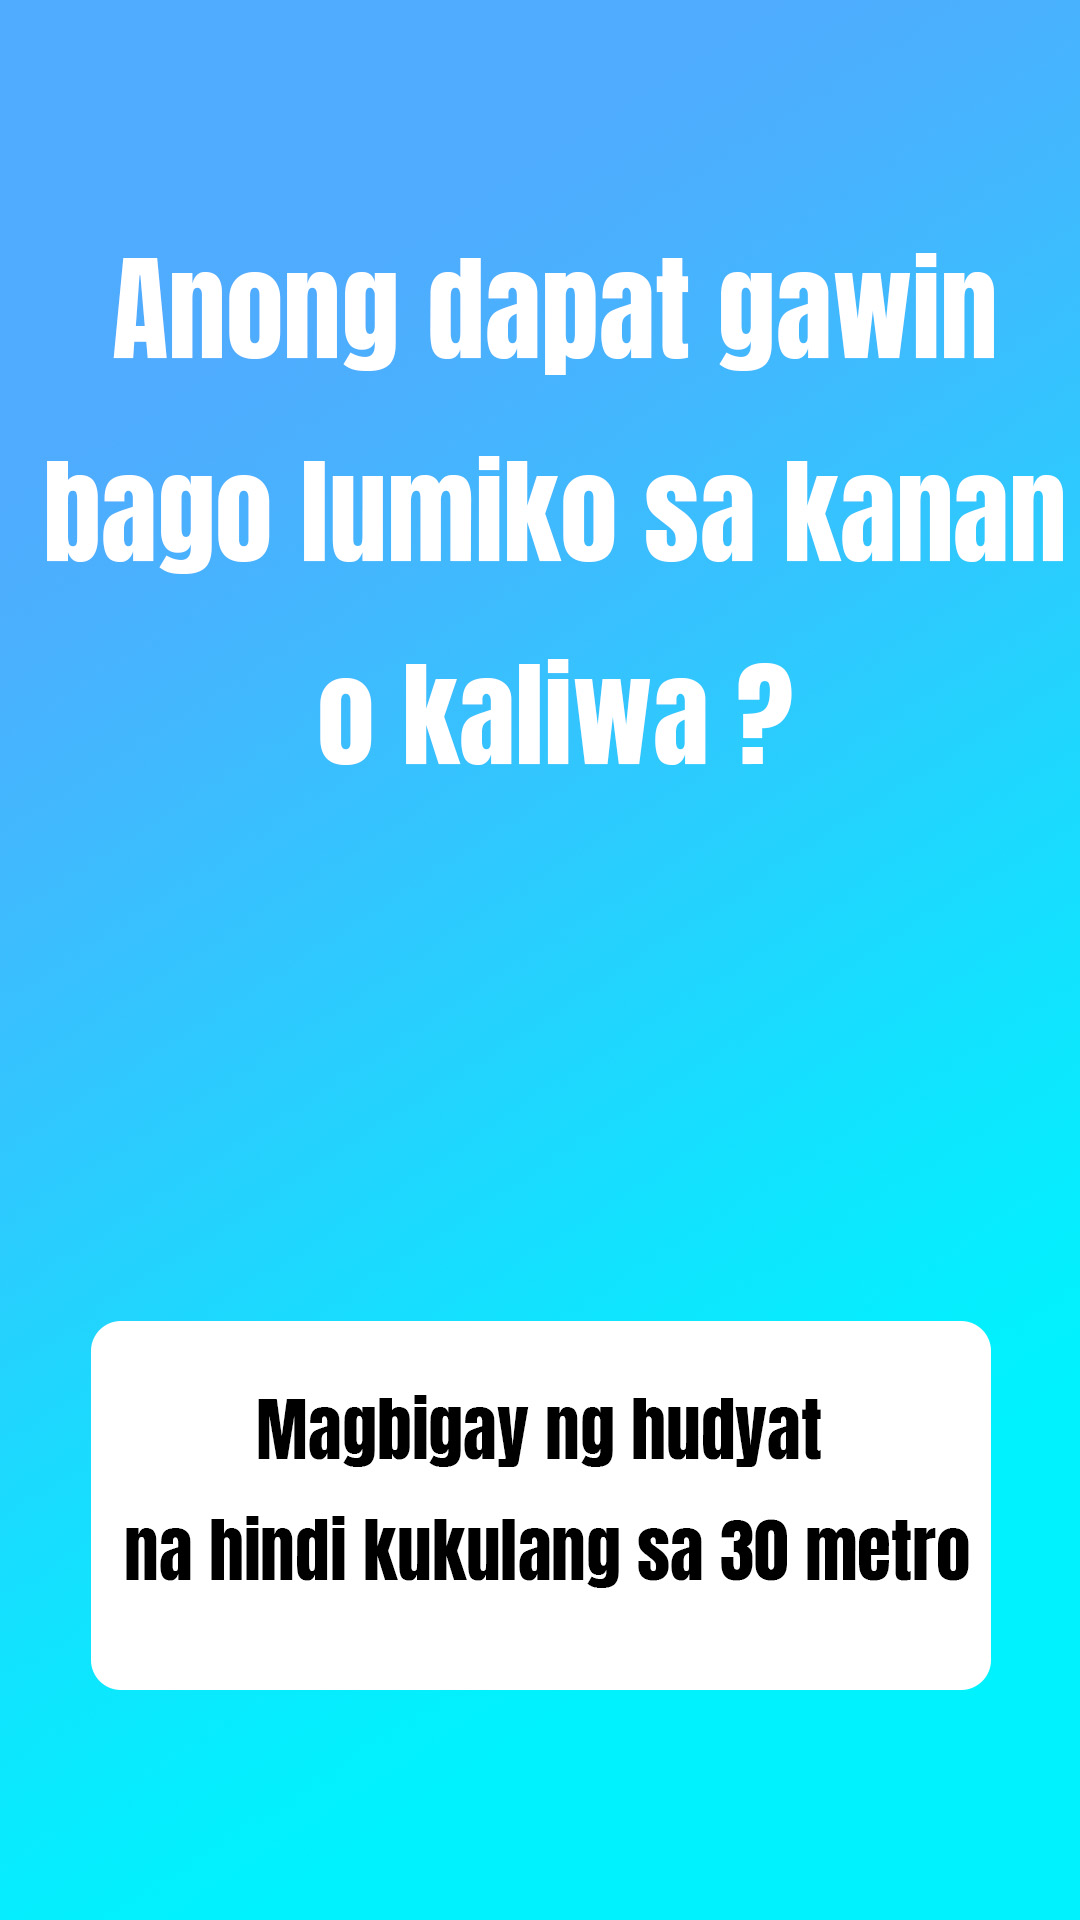 Anong dapat gawin
bago lumiko sa kanan
o kaliwa ?
Magbigay ng hudyat
na hindi kukulang sa 30 metro